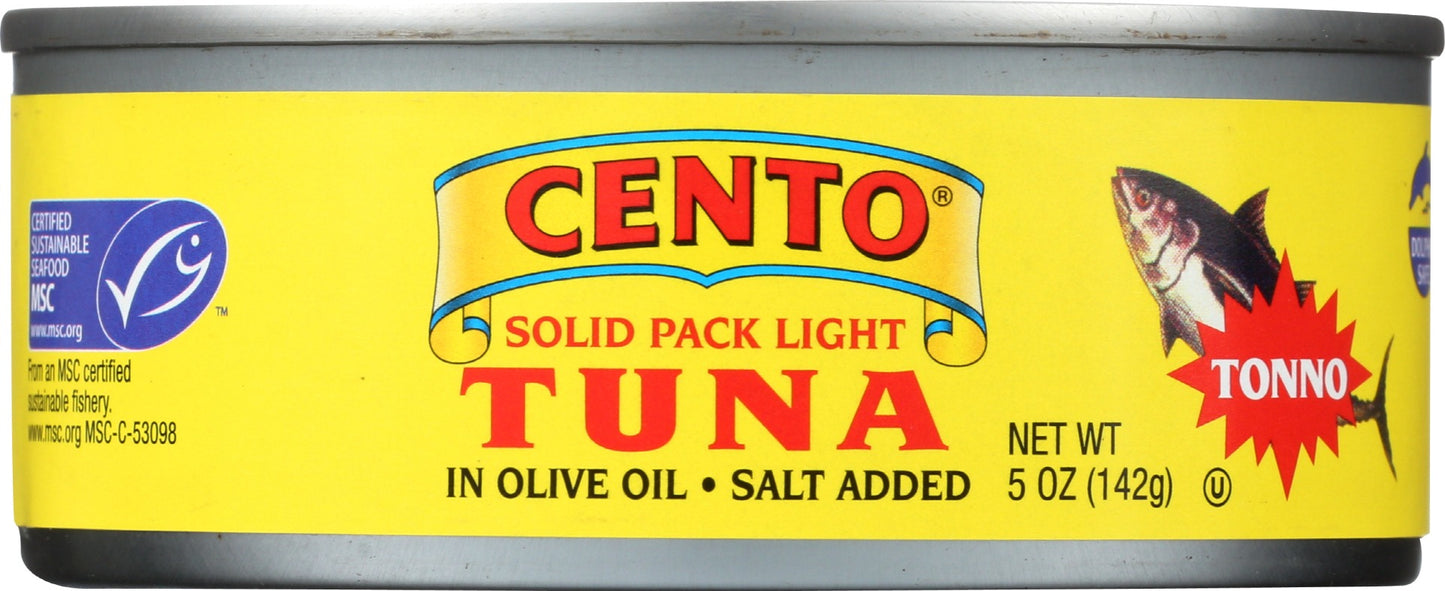 CERTIFIED
SUSTAINABLE
SEAFOOD
MSC
www.msc.org
TM
From an MSC certified
sustainable fishery.
www.msc.org MSC-C-53098
CENTO®
SOLID PACK LIGHT
TUNA
IN OLIVE OIL • SALT ADDED
NET WT
5 OZ (142g) U
TONNO